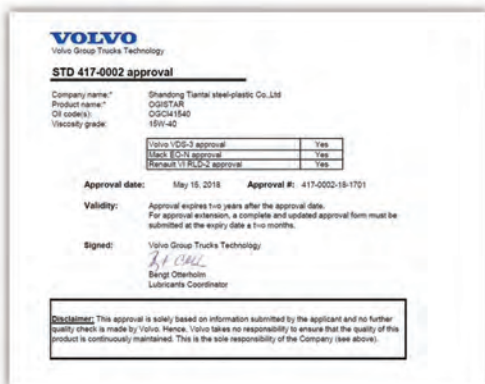 VOLVO
Volvo Group Trucks Technology
STD 417-0002 approval
Company name:* Shandong Tiantai steel-plastic Co.,Ltd
Product name:* OGISTAR
Oil code(s): OGCI41540
Viscosity grade: 15W-40
Volvo VDS-3 approval Yes
Mack EO-N approval Yes
Renault VI RLD-2 approval Yes
Approval date: May 15, 2018 Approval #: 417-0002-18-1701
Validity: Approval expires two years after the approval date.
For approval extension, a complete and updated approval form must be
submitted at the expiry date ± two months.
Signed: Volvo Group Trucks Technology
Bengt Otterholm
Lubricants Coordinator
Disclaimer: This approval is solely based on information submitted by the applicant and no further
quality check is made by Volvo. Hence, Volvo takes no responsibility to ensure that the quality of this
product is continuously maintained. This is the sole responsibility of the Company (see above).